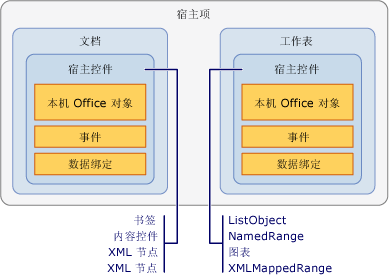 宿主项
文档
宿主控件
本机 Office 对象
事件
数据绑定
工作表
宿主控件
本机 Office 对象
事件
数据绑定
书签
内容控件
XML 节点
XML 节点
ListObject
NamedRange
图表
XMLMappedRange